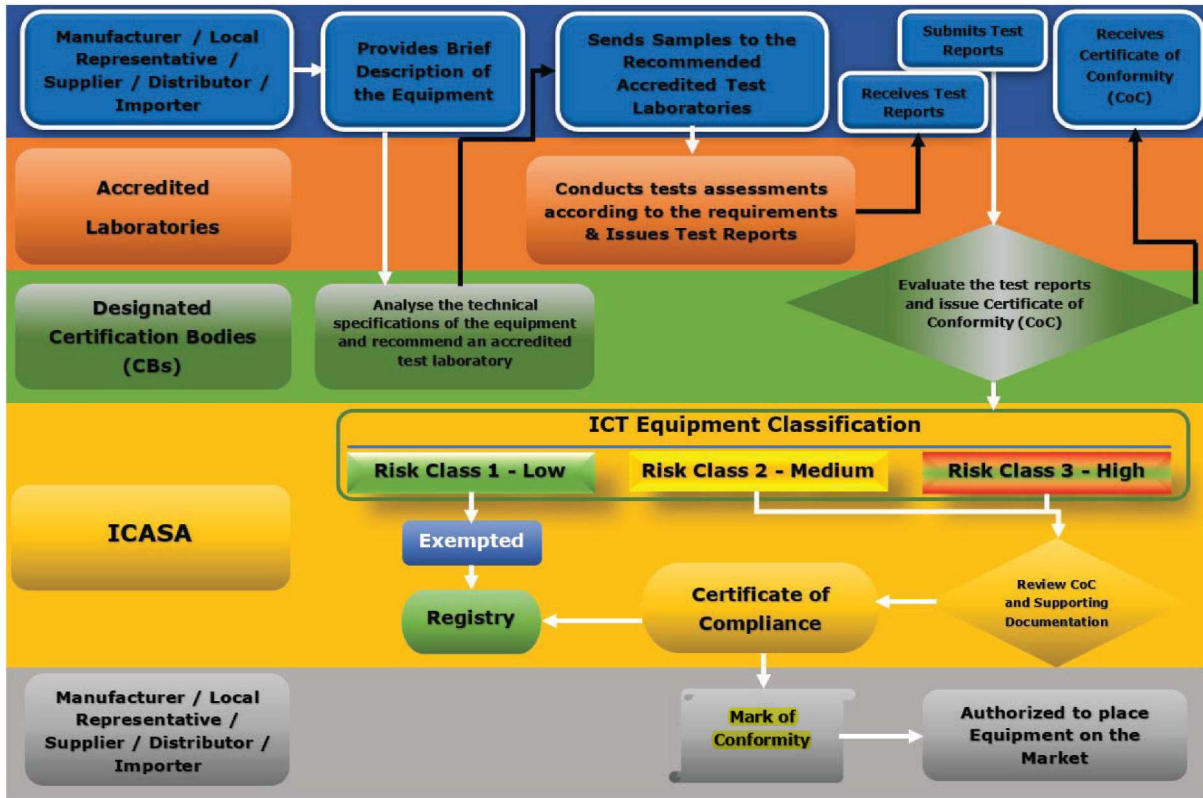 Manufacturer / Local
Representative /
Supplier / Distributor /
Importer
Provides Brief
Description of
the Equipment
Sends Samples to the
Recommended
Accredited Test
Laboratories
Submits Test
Reports
Receives Test
Reports
Receives
Certificate of
Conformity
(CoC)
Accredited
Laboratories
Conducts tests assessments
according to the requirements
& Issues Test Reports
Designated
Certification Bodies
(CBs)
Analyse the technical
specifications of the equipment
and recommend an accredited
test laboratory
Evaluate the test reports
and issue Certificate of
Conformity (CoC)
ICASA
ICT Equipment Classification
Risk Class 1 - Low
Risk Class 2 - Medium
Risk Class 3 - High
Exempted
Registry
Certificate of
Compliance
Review CoC
and Supporting
Documentation
Manufacturer / Local
Representative /
Supplier / Distributor /
Importer
Mark of
Conformity
Authorized to place
Equipment on the
Market